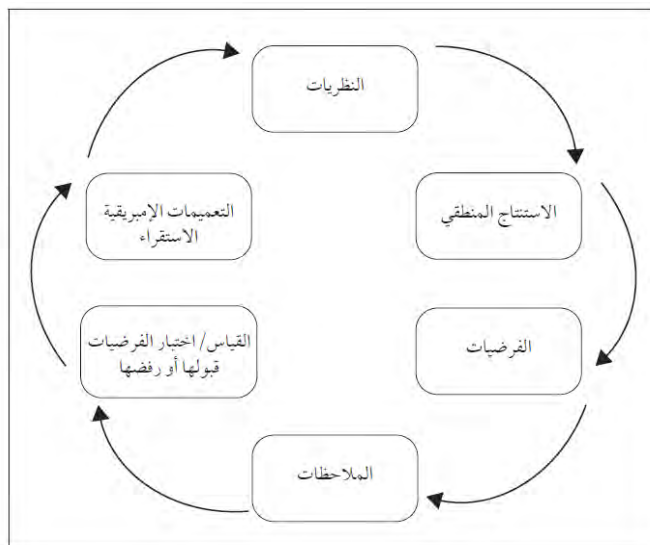 النظريات
الاستنتاج المنطقي
الفرضيات
الملاحظات
القياس/ اختبار الفرضيات
قبولها أو رفضها
التعميمات الإمبريقية
الاستقراء